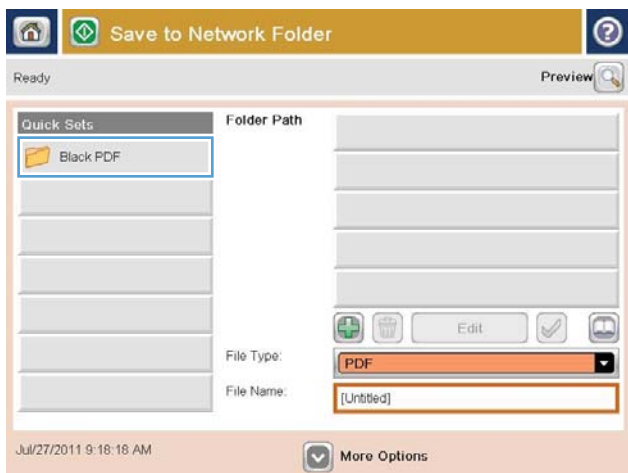 Save to Network Folder
Ready
Preview
Quick Sets
Black PDF
Folder Path
Edit
File Type:
PDF
File Name:
[Untitled]
Jul/27/2011 9:18:18 AM
More Options